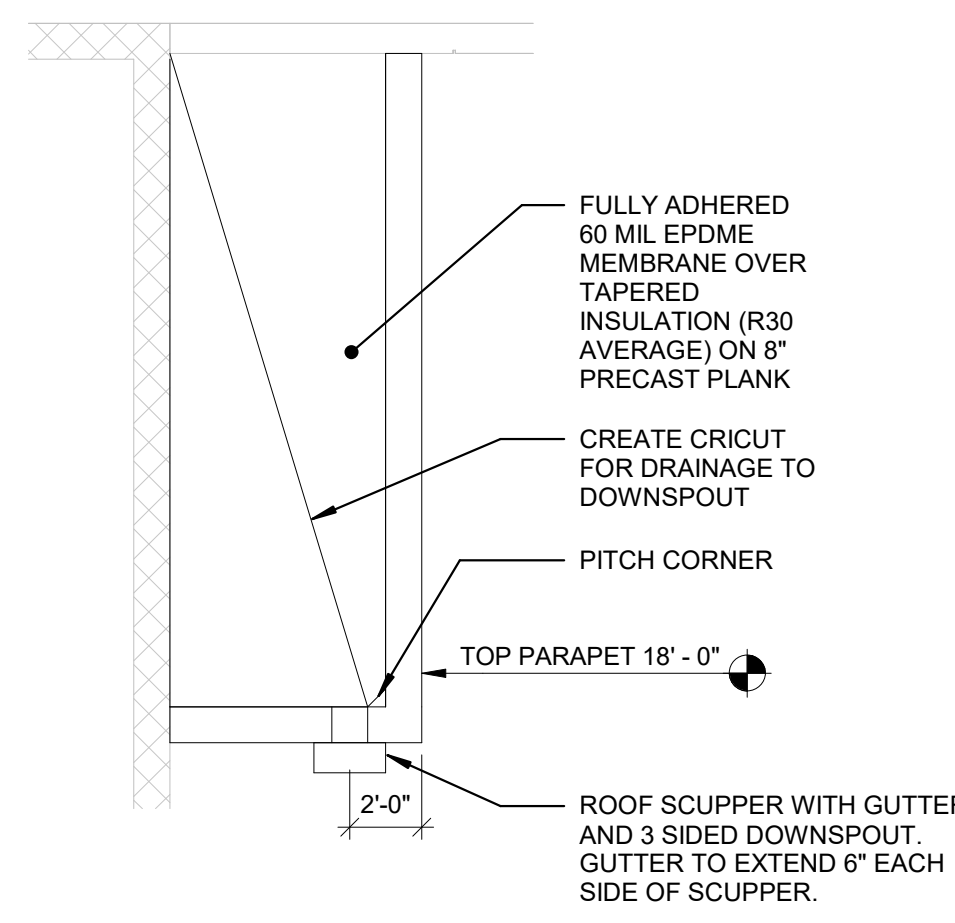 FULLY ADHERED
60 MIL EPDME
MEMBRANE OVER
TAPERED
INSULATION (R30
AVERAGE) ON 8"
PRECAST PLANK
CREATE CRICUT
FOR DRAINAGE TO
DOWNSPOUT
PITCH CORNER
TOP PARAPET 18' - 0"
2'-0"
ROOF SCUPPER WITH GUTTER
AND 3 SIDED DOWNSPOUT.
GUTTER TO EXTEND 6" EACH
SIDE OF SCUPPER.